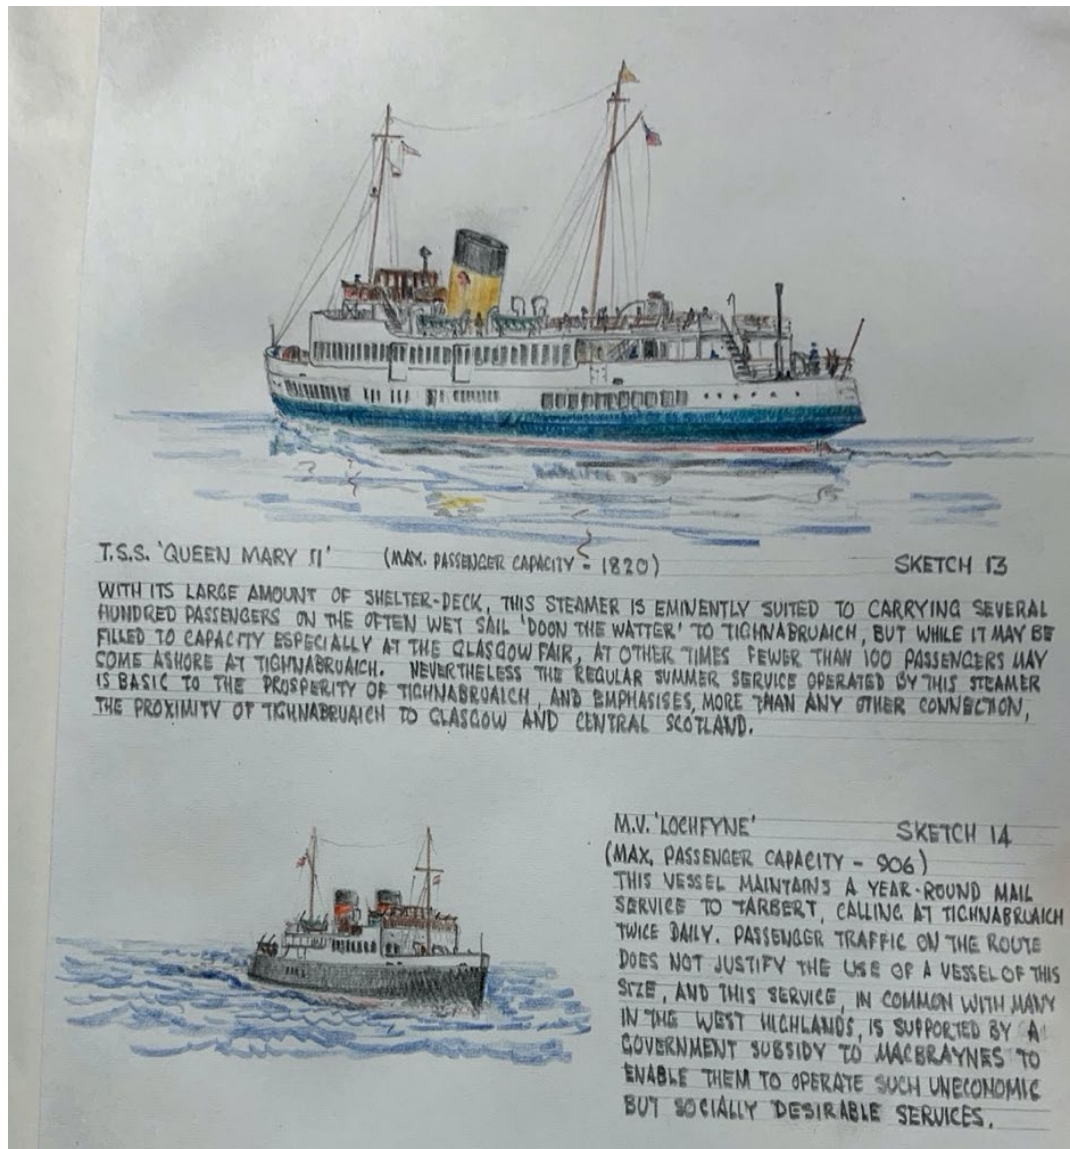 T.S.S. 'QUEEN MARY II' (MAX. PASSENGER CAPACITY - 1820) SKETCH 13
WITH ITS LARGE AMOUNT OF SHELTER-DECK, THIS STEAMER IS EMINENTLY SUITED TO CARRYING SEVERAL
HUNDRED PASSENGERS ON THE OFTEN WET SAIL 'DOON THE WATTER' TO TIGHNABRUAICH, BUT WHILE IT MAY BE
FILLED TO CAPACITY ESPECIALLY AT THE GLASGOW FAIR, AT OTHER TIMES FEWER THAN 100 PASSENGERS MAY
COME ASHORE AT TIGHNABRUAICH. NEVERTHELESS THE REGULAR SUMMER SERVICE OPERATED BY THIS STEAMER
IS BASIC TO THE PROSPERITY OF TIGHNABRUAICH, AND EMPHASISES, MORE THAN ANY OTHER CONNECTION,
THE PROXIMITY OF TIGHNABRUAICH TO GLASGOW AND CENTRAL SCOTLAND.
M.V. 'LOCHFYNE' SKETCH 14
(MAX. PASSENGER CAPACITY - 906)
THIS VESSEL MAINTAINS A YEAR-ROUND MAIL
SERVICE TO TARBERT, CALLING AT TIGHNABRUAICH
TWICE DAILY. PASSENGER TRAFFIC ON THE ROUTE
DOES NOT JUSTIFY THE USE OF A VESSEL OF THIS
SIZE, AND THIS SERVICE, IN COMMON WITH MANY
IN THE WEST HIGHLANDS, IS SUPPORTED BY A
GOVERNMENT SUBSIDY TO MACBRAYNES TO
ENABLE THEM TO OPERATE SUCH UNECONOMIC
BUT SOCIALLY DESIRABLE SERVICES.